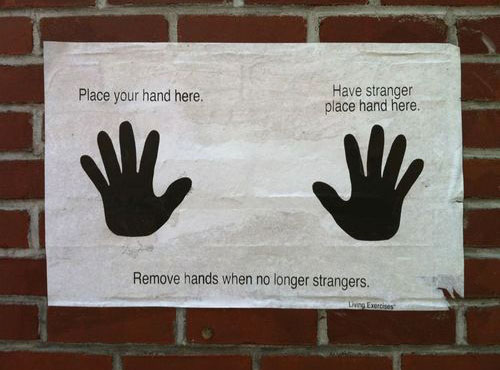 Place your hand here.
Have stranger
place hand here.
Remove hands when no longer strangers.
Living Exercises